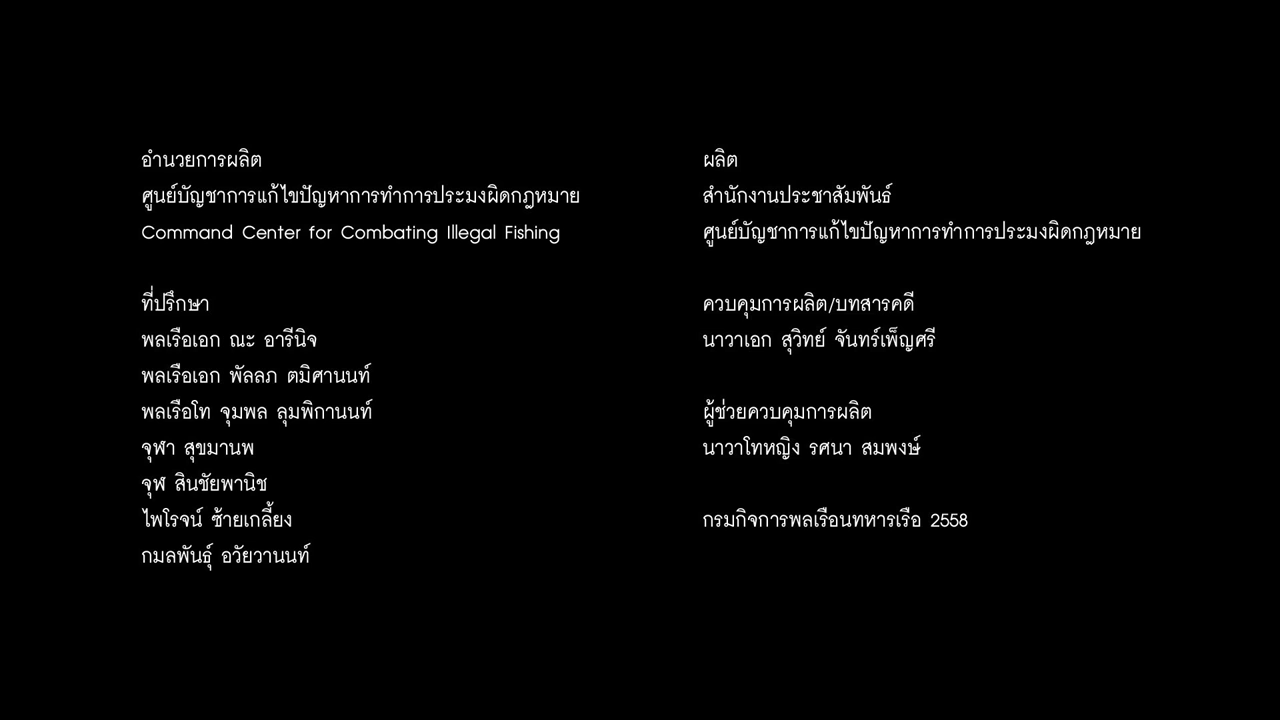 อำนวยการผลิต
ศูนย์บัญชาการแก้ไขปัญหาการทำการประมงผิดกฎหมาย
Command Center for Combating Illegal Fishing
ที่ปรึกษา
พลเรือเอก ณะ อารีนิจ
พลเรือเอก พัลลภ ตมิศานนท์
พลเรือโท จุมพล ลุมพิกานนท์
จุฬา สุขมานพ
จุฬ สินชัยพานิช
ไพโรจน์ ซ้ายเกลี้ยง
กมลพันธุ์ อวัยวานนท์
ผลิต
สำนักงานประชาสัมพันธ์
ศูนย์บัญชาการแก้ไขปัญหาการทำการประมงผิดกฎหมาย
ควบคุมการผลิต/บทสารคดี
นาวาเอก สุวิทย์ จันทร์เพ็ญศรี
ผู้ช่วยควบคุมการผลิต
นาวาโทหญิง รศนา สมพงษ์
กรมกิจการพลเรือนทหารเรือ 2558